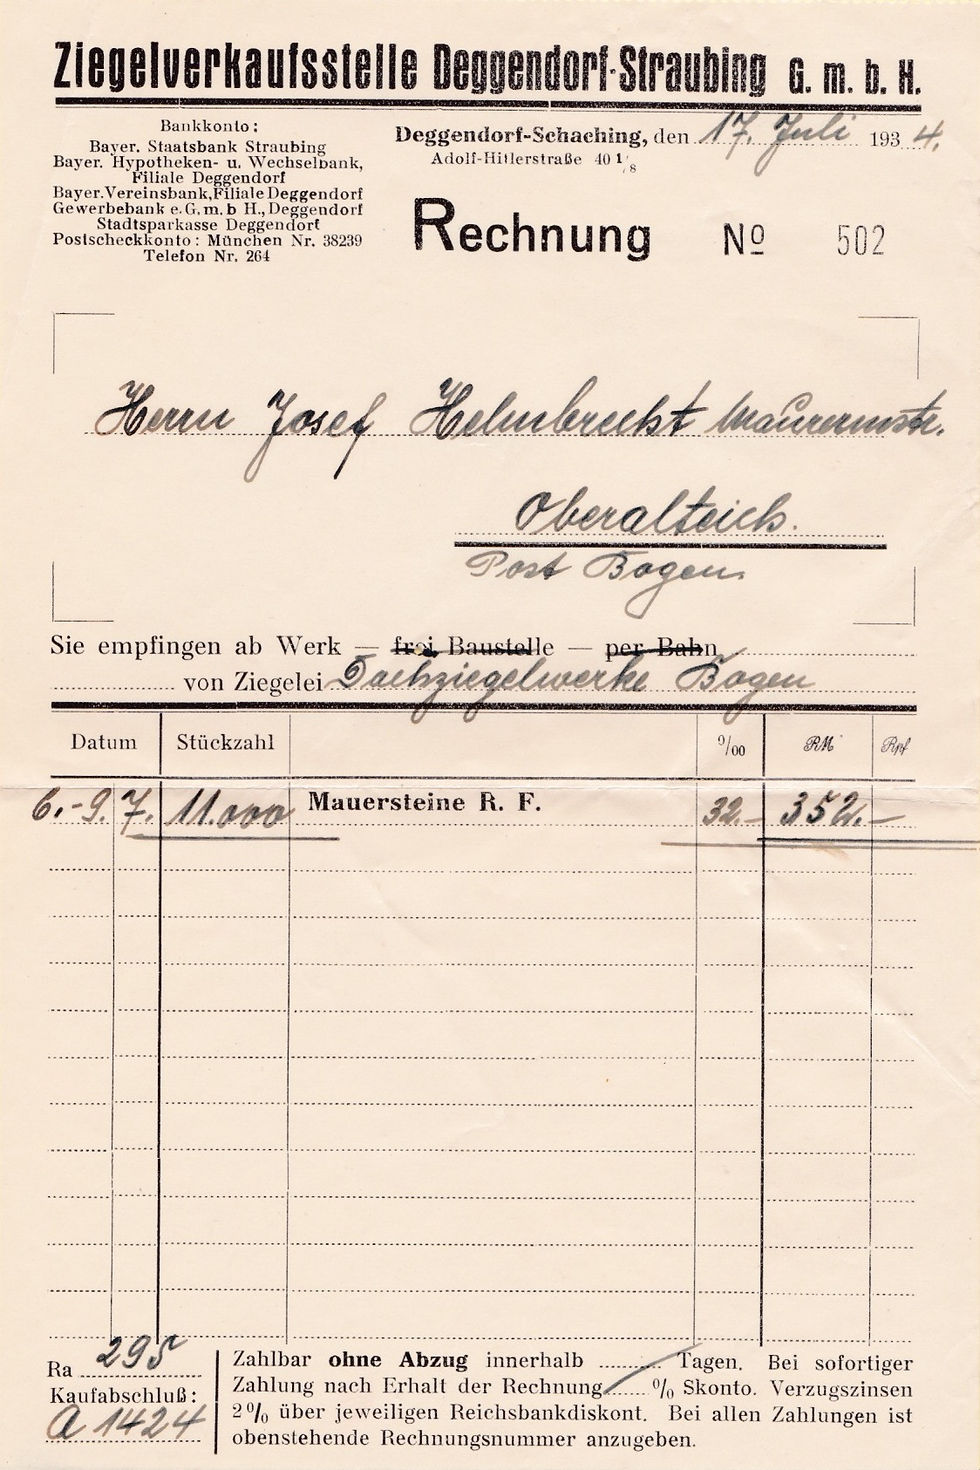 Ziegelverkaufsstelle Deggendorf-Straubing G. m. b. H.
Bankkonto:
Bayer. Staatsbank Straubing
Bayer. Hypotheken- u. Wechselbank,
Filiale Deggendorf
Bayer. Vereinsbank, Filiale Deggendorf
Gewerbebank e. G. m. b H., Deggendorf
Stadtsparkasse Deggendorf
Postscheckkonto: München Nr. 38239
Telefon Nr. 264
Deggendorf-Schaching, den 17. Juli 1934.
Adolf-Hitlerstraße 40 1/8
Rechnung Nº 502
Herrn Josef Helmbrecht Maurermstr.
Oberalteich.
Post Bogen.
Sie empfingen ab Werk — frei Baustelle — per Bahn
von Ziegelei Dachziegelwerke Bogen
Datum Stückzahl º/₀₀ RM Rpf
6.-9. 7. 11.000 Mauersteine R. F. 32.- 352.-
Ra 295
Kaufabschluß:
A 1424
Zahlbar ohne Abzug innerhalb ........ Tagen. Bei sofortiger
Zahlung nach Erhalt der Rechnung ...... % Skonto. Verzugszinsen
2% über jeweiligen Reichsbankdiskont. Bei allen Zahlungen ist
obenstehende Rechnungsnummer anzugeben.